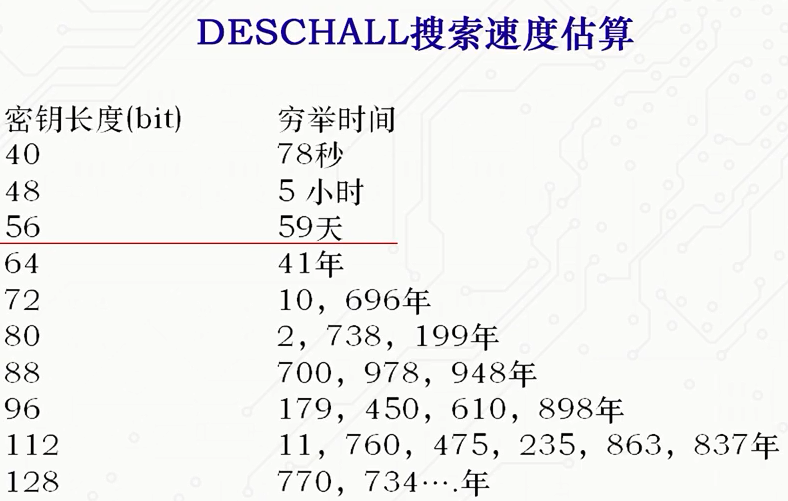 DESCHALL搜索速度估算
密钥长度(bit) 穷举时间
40 78秒
48 5 小时
56 59天
64 41年
72 10，696年
80 2，738，199年
88 700，978，948年
96 179，450，610，898年
112 11，760，475，235，863，837年
128 770，734….年